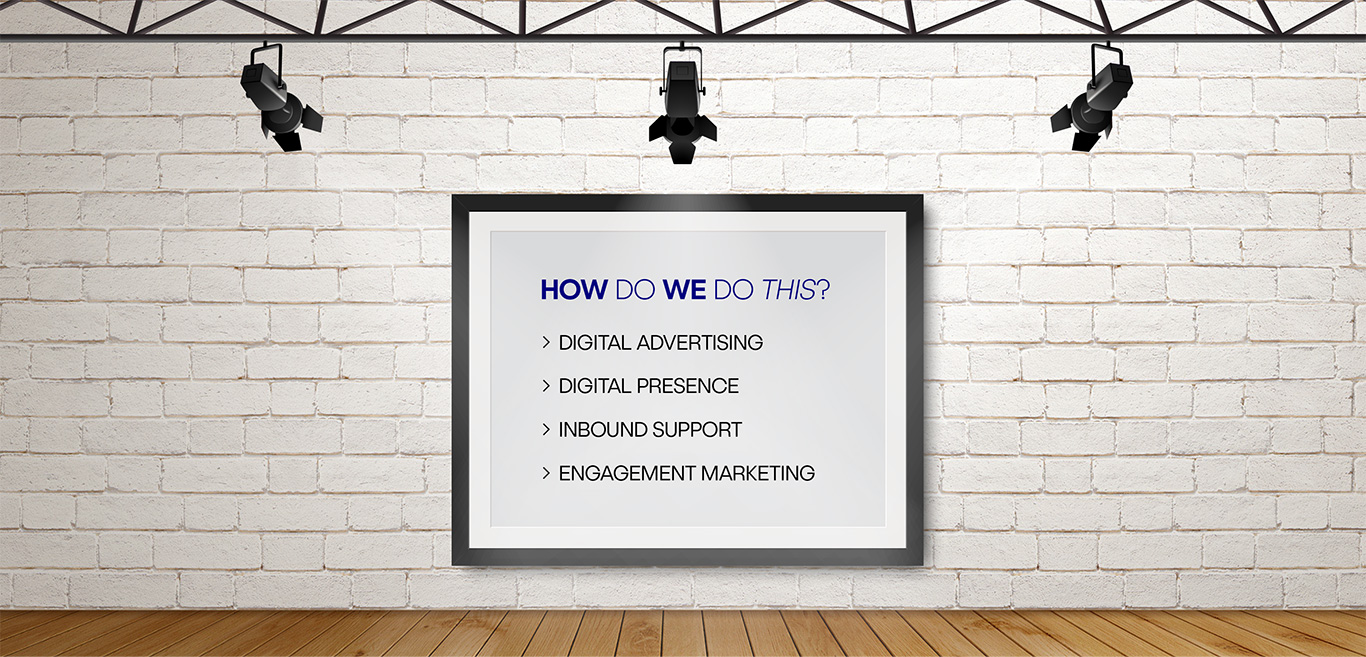 HOW DO WE DO THIS?
> DIGITAL ADVERTISING
> DIGITAL PRESENCE
> INBOUND SUPPORT
> ENGAGEMENT MARKETING